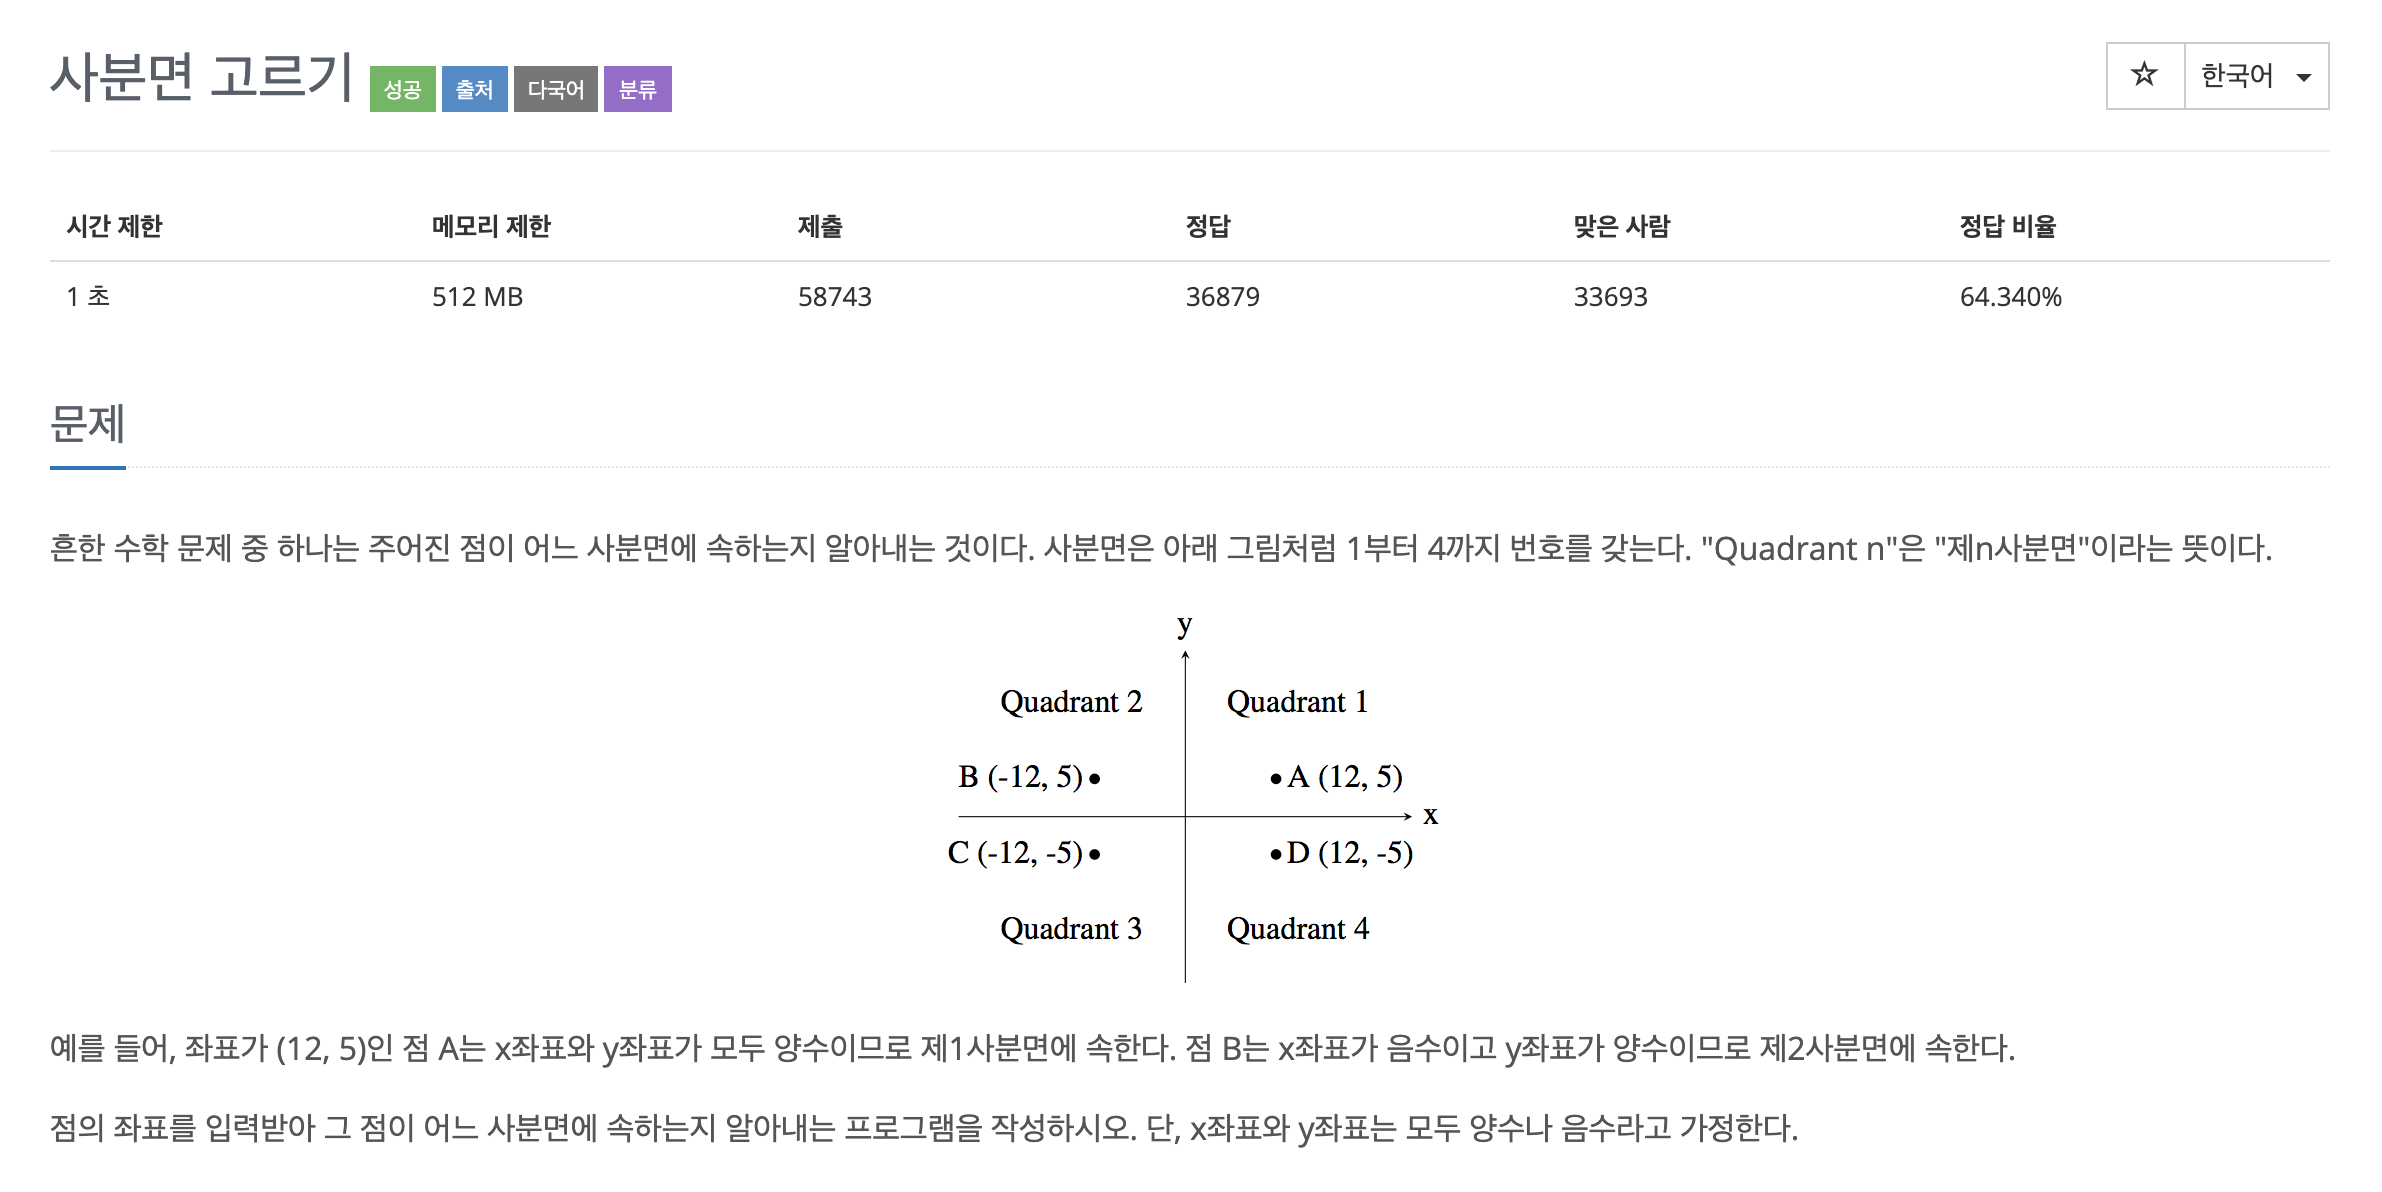 사분면 고르기 성공 출처 다국어 분류 ☆ 한국어
시간 제한 메모리 제한 제출 정답 맞은 사람 정답 비율
1 초 512 MB 58743 36879 33693 64.340%
문제
흔한 수학 문제 중 하나는 주어진 점이 어느 사분면에 속하는지 알아내는 것이다. 사분면은 아래 그림처럼 1부터 4까지 번호를 갖는다. "Quadrant n"은 "제n사분면"이라는 뜻이다.
y
Quadrant 2 Quadrant 1
B (-12, 5) A (12, 5)
x
C (-12, -5) D (12, -5)
Quadrant 3 Quadrant 4
예를 들어, 좌표가 (12, 5)인 점 A는 x좌표와 y좌표가 모두 양수이므로 제1사분면에 속한다. 점 B는 x좌표가 음수이고 y좌표가 양수이므로 제2사분면에 속한다.
점의 좌표를 입력받아 그 점이 어느 사분면에 속하는지 알아내는 프로그램을 작성하시오. 단, x좌표와 y좌표는 모두 양수나 음수라고 가정한다.